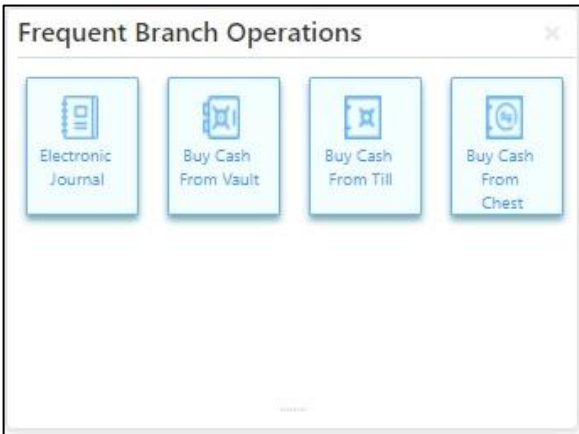 Frequent Branch Operations
Electronic
Journal
Buy Cash
From Vault
Buy Cash
From Till
Buy Cash
From
Chest